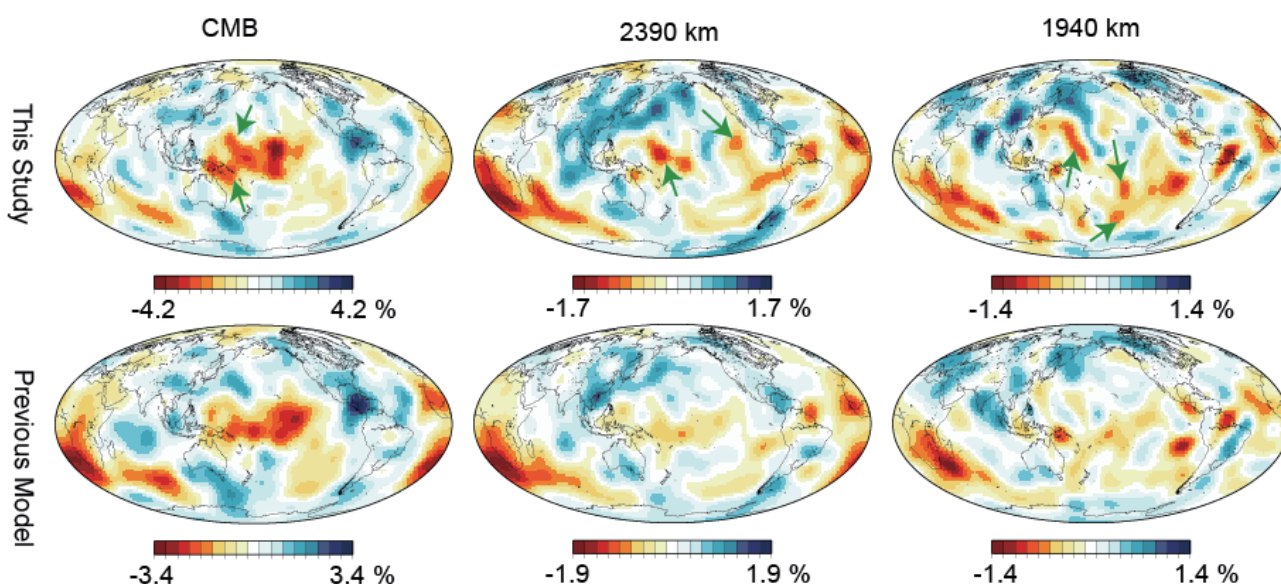 CMB 2390 km 1940 km
This Study
-4.2 4.2 % -1.7 1.7 % -1.4 1.4 %
Previous Model
-3.4 3.4 % -1.9 1.9 % -1.4 1.4 %